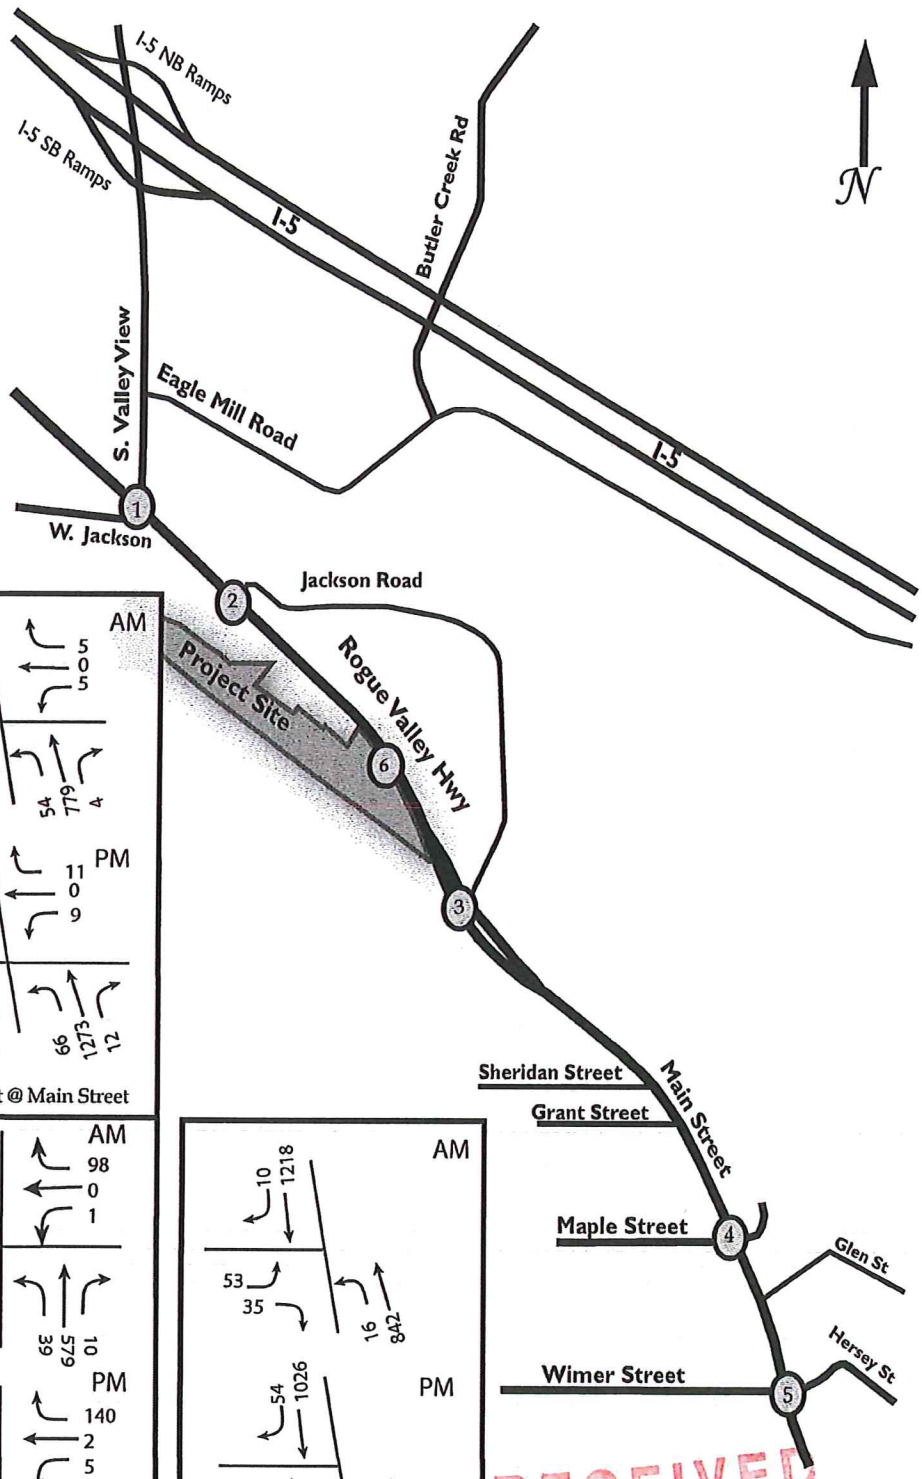 I-5 NB Ramps
I-5 SB Ramps
I-5
Butler Creek Rd
N
S. Valley View
Eagle Mill Road
I-5
1
W. Jackson
2
Jackson Road
Project Site
Rogue Valley Hwy
6
3
AM
5
0
5
54
779
4
PM
11
0
9
66
1273
12
@ Main Street
AM
98
0
1
39
579
10
PM
140
2
5
AM
10
1218
53
35
16
842
PM
54
1026
Sheridan Street
Grant Street
Main Street
Maple Street
4
Glen St
Wimer Street
5
Hersey St
RECEIVED